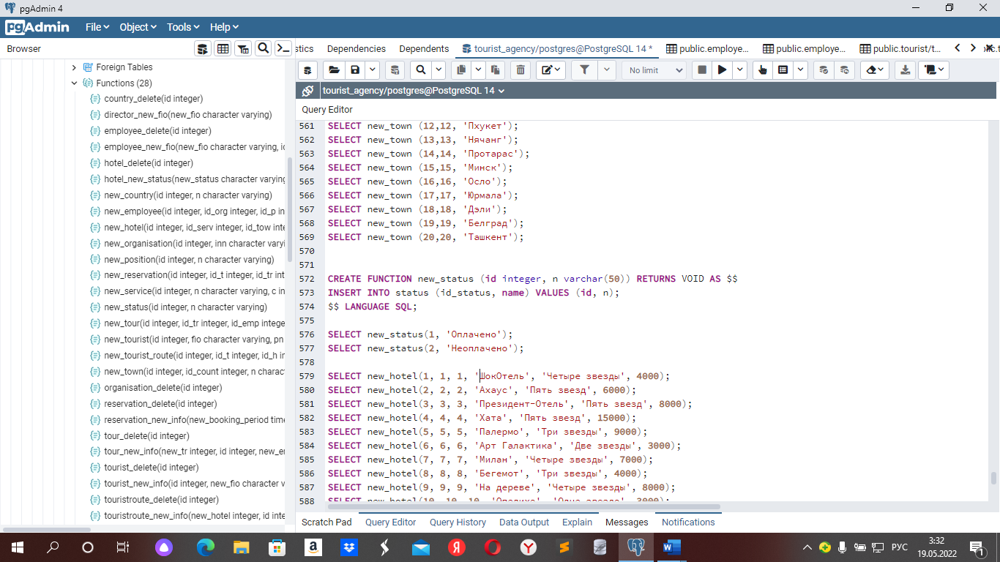 pgAdmin 4
pgAdmin File Object Tools Help
Browser
stics Dependencies Dependents tourist_agency/postgres@PostgreSQL 14 * public.employe... public.employe... public.tourist/t...
No limit
tourist_agency/postgres@PostgreSQL 14
Query Editor
Foreign Tables
Functions (28)
country_delete(id integer)
director_new_fio(new_fio character varying)
employee_delete(id integer)
employee_new_fio(new_fio character varying, i
hotel_delete(id integer)
hotel_new_status(new_status character varying
new_country(id integer, n character varying)
new_employee(id integer, id_org integer, id_p in
new_hotel(id integer, id_serv integer, id_tow inte
new_organisation(id integer, inn character varyi
new_position(id integer, n character varying)
new_reservation(id integer, id_t integer, id_tr int
new_service(id integer, n character varying, c in
new_status(id integer, n character varying)
new_tour(id integer, id_tr integer, id_emp intege
new_tourist(id integer, fio character varying, pn
new_tourist_route(id integer, id_t integer, id_h in
new_town(id integer, id_count integer, n charac
organisation_delete(id integer)
reservation_delete(id integer)
reservation_new_info(new_booking_period time
tour_delete(id integer)
tour_new_info(new_tr integer, id integer, new_er
tourist_delete(id integer)
tourist_new_info(id integer, new_fio character v
touristroute_delete(id integer)
touristroute_new_info(new_hotel integer, id inte
561 SELECT new_town (12,12, 'Пхукет');
562 SELECT new_town (13,13, 'Нячанг');
563 SELECT new_town (14,14, 'Протарас');
564 SELECT new_town (15,15, 'Минск');
565 SELECT new_town (16,16, 'Осло');
566 SELECT new_town (17,17, 'Юрмала');
567 SELECT new_town (18,18, 'Дэли');
568 SELECT new_town (19,19, 'Белград');
569 SELECT new_town (20,20, 'Ташкент');
570
571
572 CREATE FUNCTION new_status (id integer, n varchar(50)) RETURNS VOID AS $$
573 INSERT INTO status (id_status, name) VALUES (id, n);
574 $$ LANGUAGE SQL;
575
576 SELECT new_status(1, 'Оплачено');
577 SELECT new_status(2, 'Неоплачено');
578
579 SELECT new_hotel(1, 1, 1, 'ШокОтель', 'Четыре звезды', 4000);
580 SELECT new_hotel(2, 2, 2, 'Ахаус', 'Пять звезд', 6000);
581 SELECT new_hotel(3, 3, 3, 'Президент-Отель', 'Пять звезд', 8000);
582 SELECT new_hotel(4, 4, 4, 'Хата', 'Пять звезд', 15000);
583 SELECT new_hotel(5, 5, 5, 'Палермо', 'Три звезды', 9000);
584 SELECT new_hotel(6, 6, 6, 'Арт Галактика', 'Две звезды', 3000);
585 SELECT new_hotel(7, 7, 7, 'Милан', 'Четыре звезды', 7000);
586 SELECT new_hotel(8, 8, 8, 'Бегемот', 'Три звезды', 4000);
587 SELECT new_hotel(9, 9, 9, 'На дереве', 'Четыре звезды', 8000);
588 SELECT new_hotel(10, 10, 10, 3000);
Scratch Pad Query Editor Query History Data Output Explain Messages Notifications
РУС
3:32
19.05.2022
1